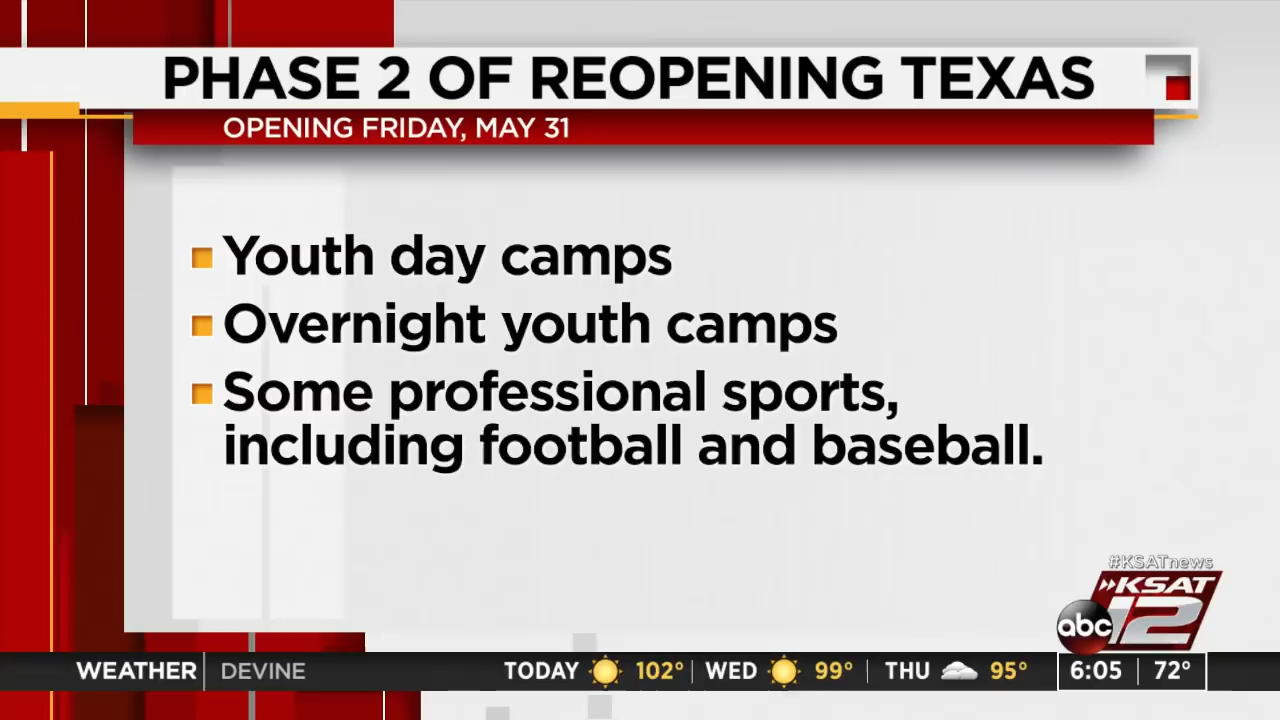 PHASE 2 OF REOPENING TEXAS
OPENING FRIDAY, MAY 31
Youth day camps
Overnight youth camps
Some professional sports,
including football and baseball.
#KSATnews
KSAT
abc 12
WEATHER DEVINE TODAY 102° WED 99° THU 95° 6:05 72°